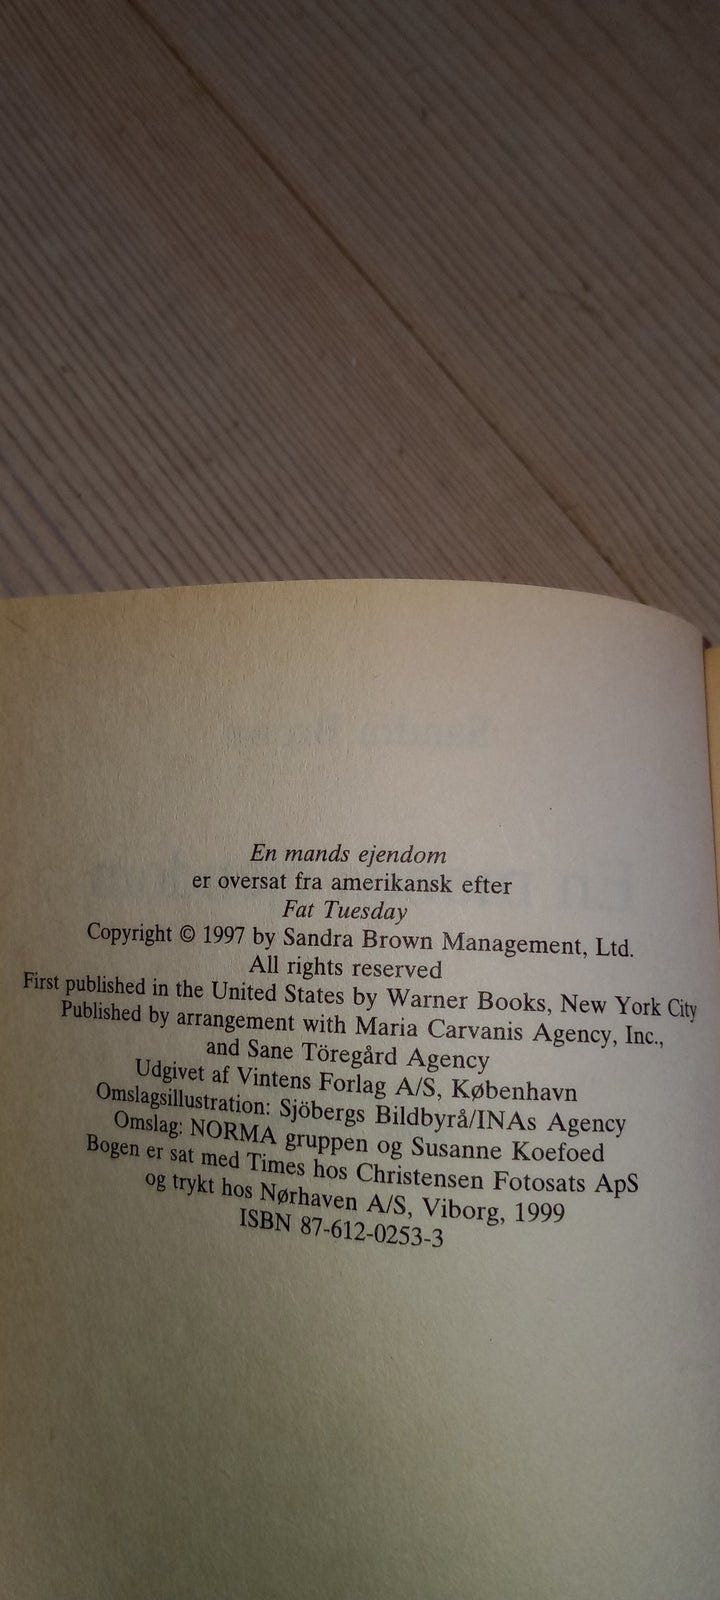 En mands ejendom
er oversat fra amerikansk efter
Fat Tuesday
Copyright © 1997 by Sandra Brown Management, Ltd.
All rights reserved
First published in the United States by Warner Books, New York City
Published by arrangement with Maria Carvanis Agency, Inc.,
and Sane Töregård Agency
Udgivet af Vintens Forlag A/S, København
Omslagsillustration: Sjöbergs Bildbyrå/INAs Agency
Omslag: NORMA gruppen og Susanne Koefoed
Bogen er sat med Times hos Christensen Fotosats ApS
og trykt hos Nørhaven A/S, Viborg, 1999
ISBN 87-612-0253-3